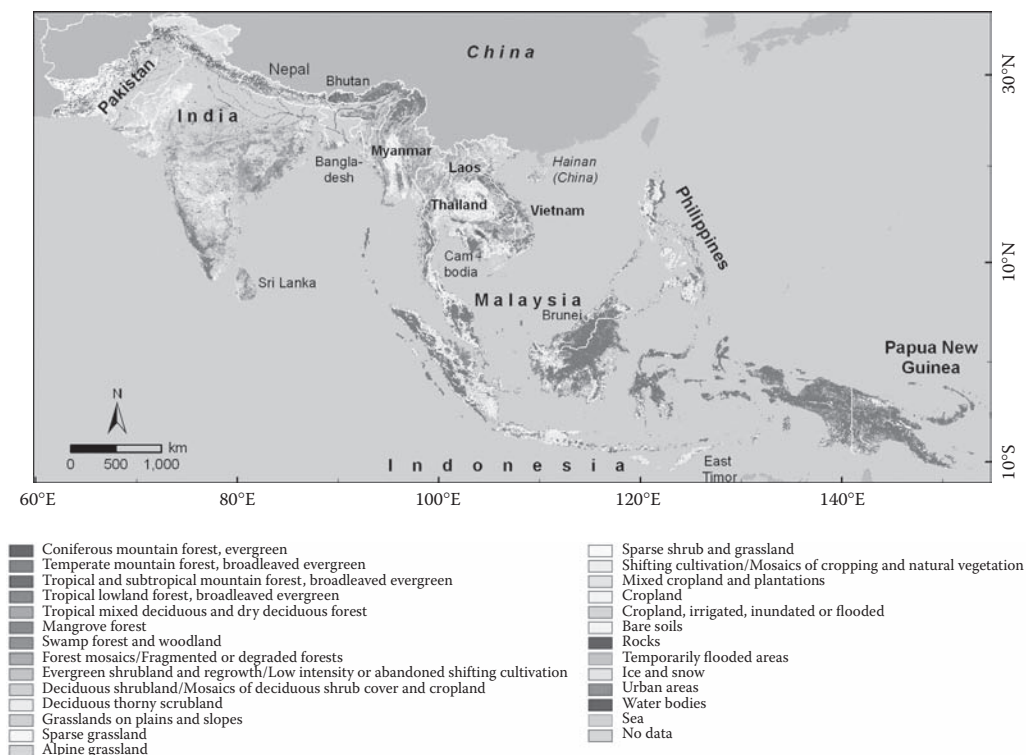 China
Nepal
Bhutan
Pakistan
India
Myanmar
Bangla-
desh
Laos
Hainan
(China)
Thailand
Vietnam
Cam-
bodia
Philippines
Sri Lanka
Malaysia
Brunei
Papua New
Guinea
N
km
0 500 1,000
Indonesia
East
Timor
30°N
10°N
10°S
60°E 80°E 100°E 120°E 140°E
Coniferous mountain forest, evergreen
Temperate mountain forest, broadleaved evergreen
Tropical and subtropical mountain forest, broadleaved evergreen
Tropical lowland forest, broadleaved evergreen
Tropical mixed deciduous and dry deciduous forest
Mangrove forest
Swamp forest and woodland
Forest mosaics/Fragmented or degraded forests
Evergreen shrubland and regrowth/Low intensity or abandoned shifting cultivation
Deciduous shrubland/Mosaics of deciduous shrub cover and cropland
Deciduous thorny scrubland
Grasslands on plains and slopes
Sparse grassland
Alpine grassland
Sparse shrub and grassland
Shifting cultivation/Mosaics of cropping and natural vegetation
Mixed cropland and plantations
Cropland
Cropland, irrigated, inundated or flooded
Bare soils
Rocks
Temporarily flooded areas
Ice and snow
Urban areas
Water bodies
Sea
No data